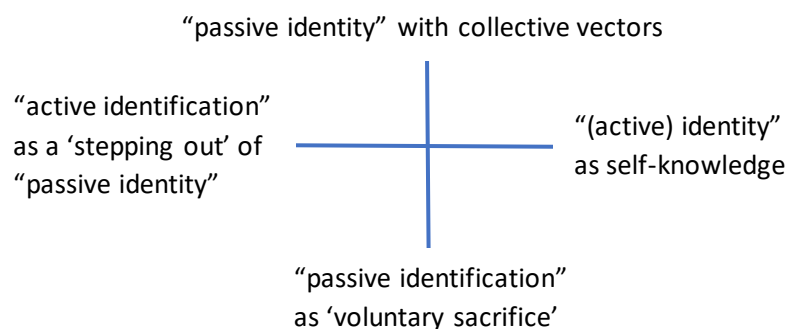 “passive identity” with collective vectors
“active identification”
as a ‘stepping out’ of
“passive identity”
“(active) identity”
as self-knowledge
“passive identification”
as ‘voluntary sacrifice’